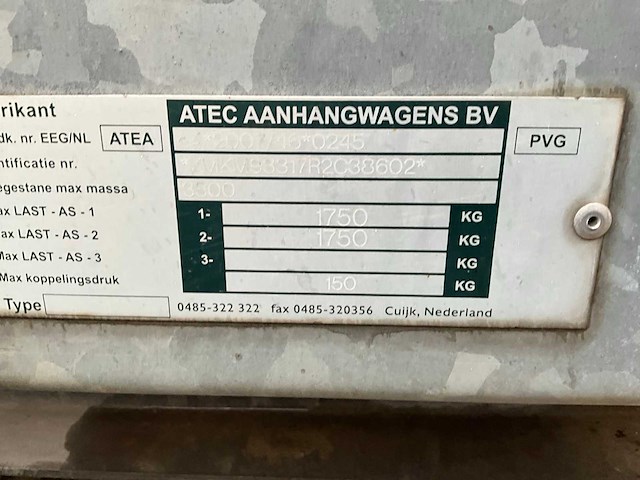 rikant ATEC AANHANGWAGENS BV
dk. nr. EEG/NL ATEA *0245 PVG
ntificatie nr.
egestane max massa 3500
ax LAST - AS - 1 1- 1750 KG
ax LAST - AS - 2 2- 1750 KG
Max LAST - AS - 3 3- KG
Max koppelingsdruk 150 KG
Type 0485-322 322 fax 0485-320356 Cuijk, Nederland